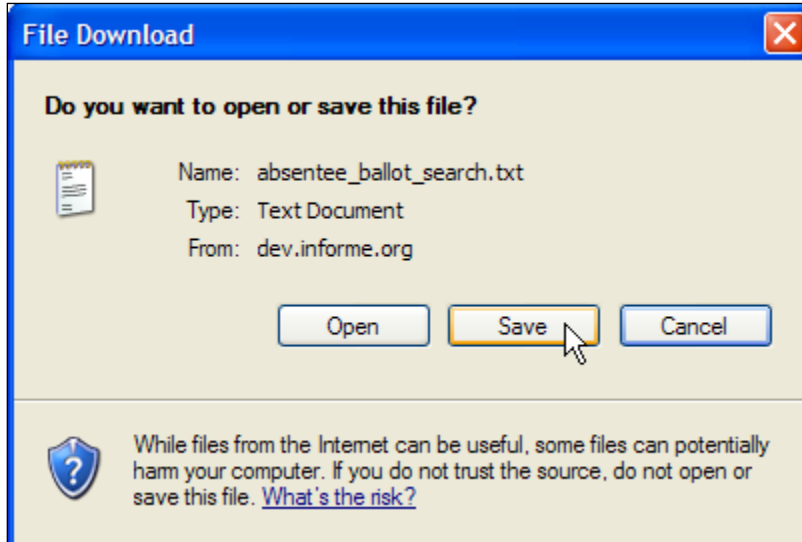 File Download
Do you want to open or save this file?
Name: absentee_ballot_search.txt
Type: Text Document
From: dev.informe.org
Open Save Cancel
While files from the Internet can be useful, some files can potentially
harm your computer. If you do not trust the source, do not open or
save this file. What's the risk?